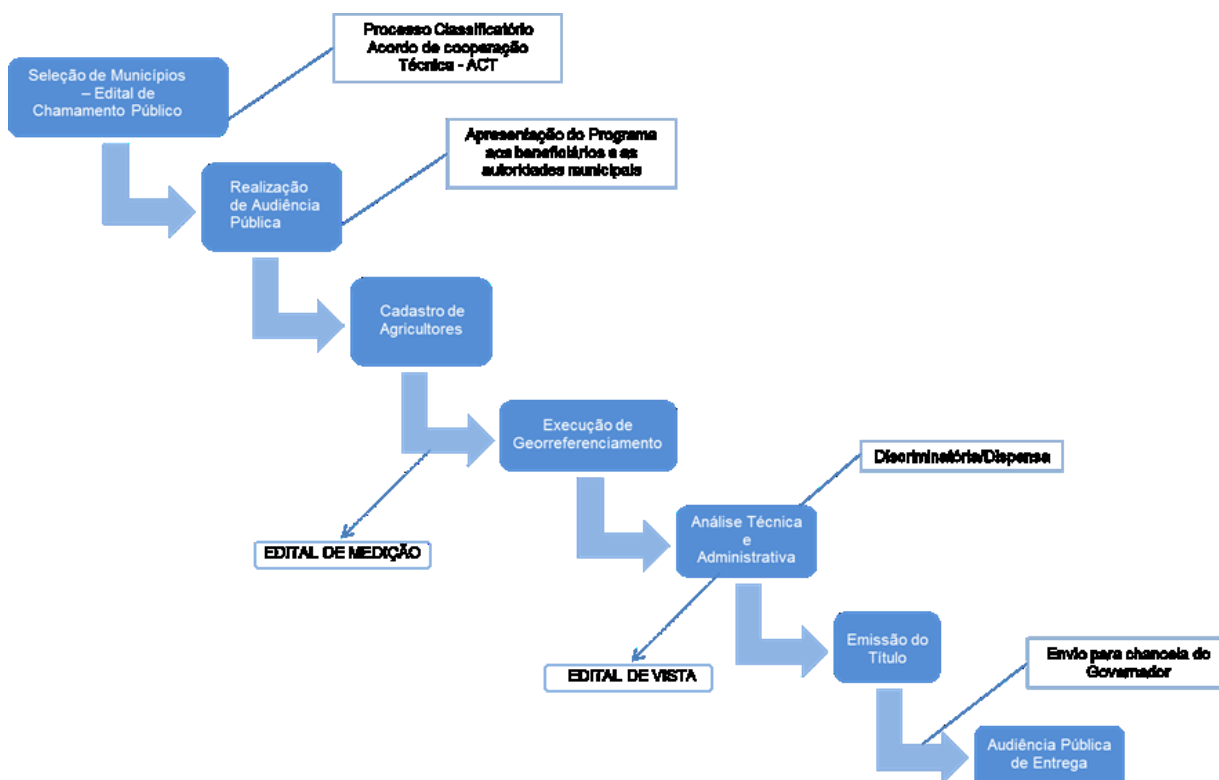 Processo Classificatório
Acordo de cooperação
Técnica - ACT
Seleção de Municípios
– Edital de
Chamamento Público
Apresentação do Programa
aos beneficiários e as
autoridades municipais
Realização
de Audiência
Pública
Cadastro de
Agricultores
Execução de
Georreferenciamento
Discriminatória/Dispensa
EDITAL DE MEDIÇÃO
Análise Técnica
e
Administrativa
EDITAL DE VISTA
Emissão do
Título
Envio para chancela do
Governador
Audiência Pública
de Entrega